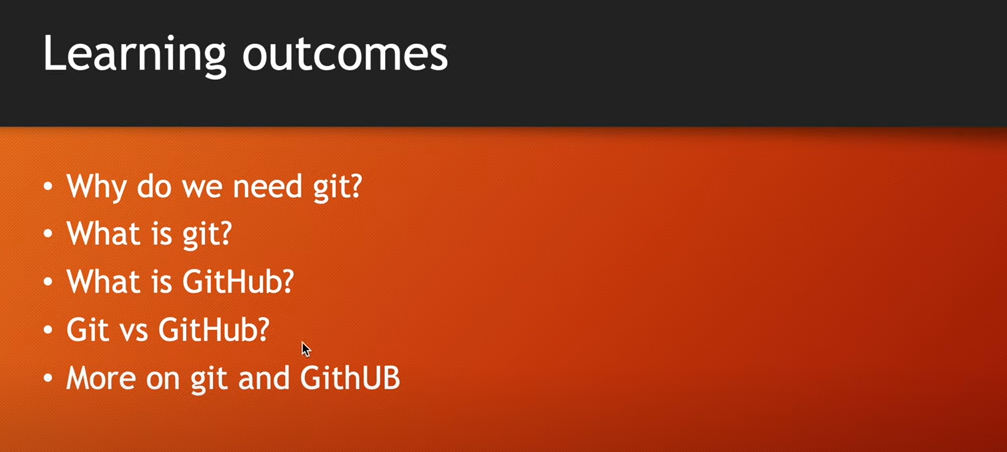 Learning outcomes
• Why do we need git?
• What is git?
• What is GitHub?
• Git vs GitHub?
• More on git and GithUB